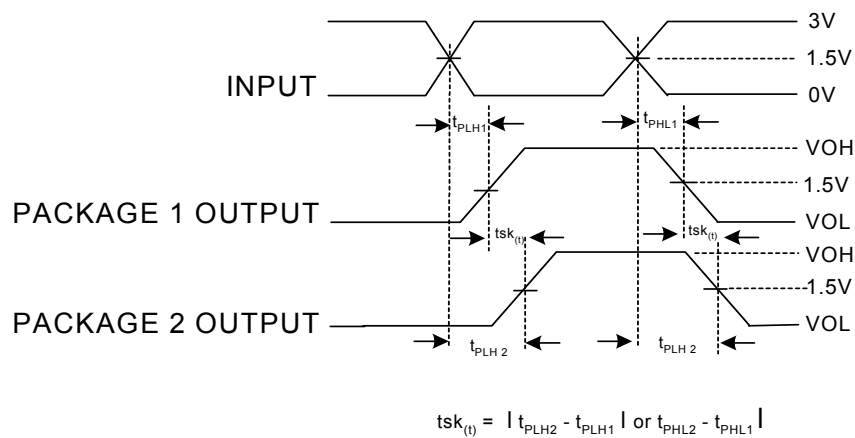 3V
1.5V
INPUT
0V
tPLH1
tPHL1
VOH
1.5V
PACKAGE 1 OUTPUT
VOL
tsk(t)
tsk(t)
VOH
1.5V
PACKAGE 2 OUTPUT
VOL
tPLH 2
tPLH 2
tsk(t) = | tPLH2 - tPLH1 | or tPHL2 - tPHL1 |